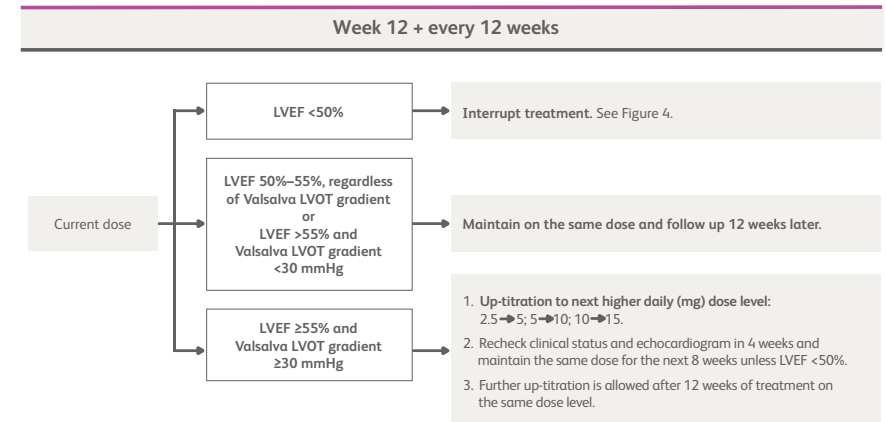 Week 12 + every 12 weeks
LVEF <50%
Interrupt treatment. See Figure 4.
Current dose
LVEF 50%–55%, regardless
of Valsalva LVOT gradient
or
LVEF >55% and
Valsalva LVOT gradient
<30 mmHg
Maintain on the same dose and follow up 12 weeks later.
LVEF ≥55% and
Valsalva LVOT gradient
≥30 mmHg
1. Up-titration to next higher daily (mg) dose level:
2.5➔5; 5➔10; 10➔15.
2. Recheck clinical status and echocardiogram in 4 weeks and
maintain the same dose for the next 8 weeks unless LVEF <50%.
3. Further up-titration is allowed after 12 weeks of treatment on
the same dose level.